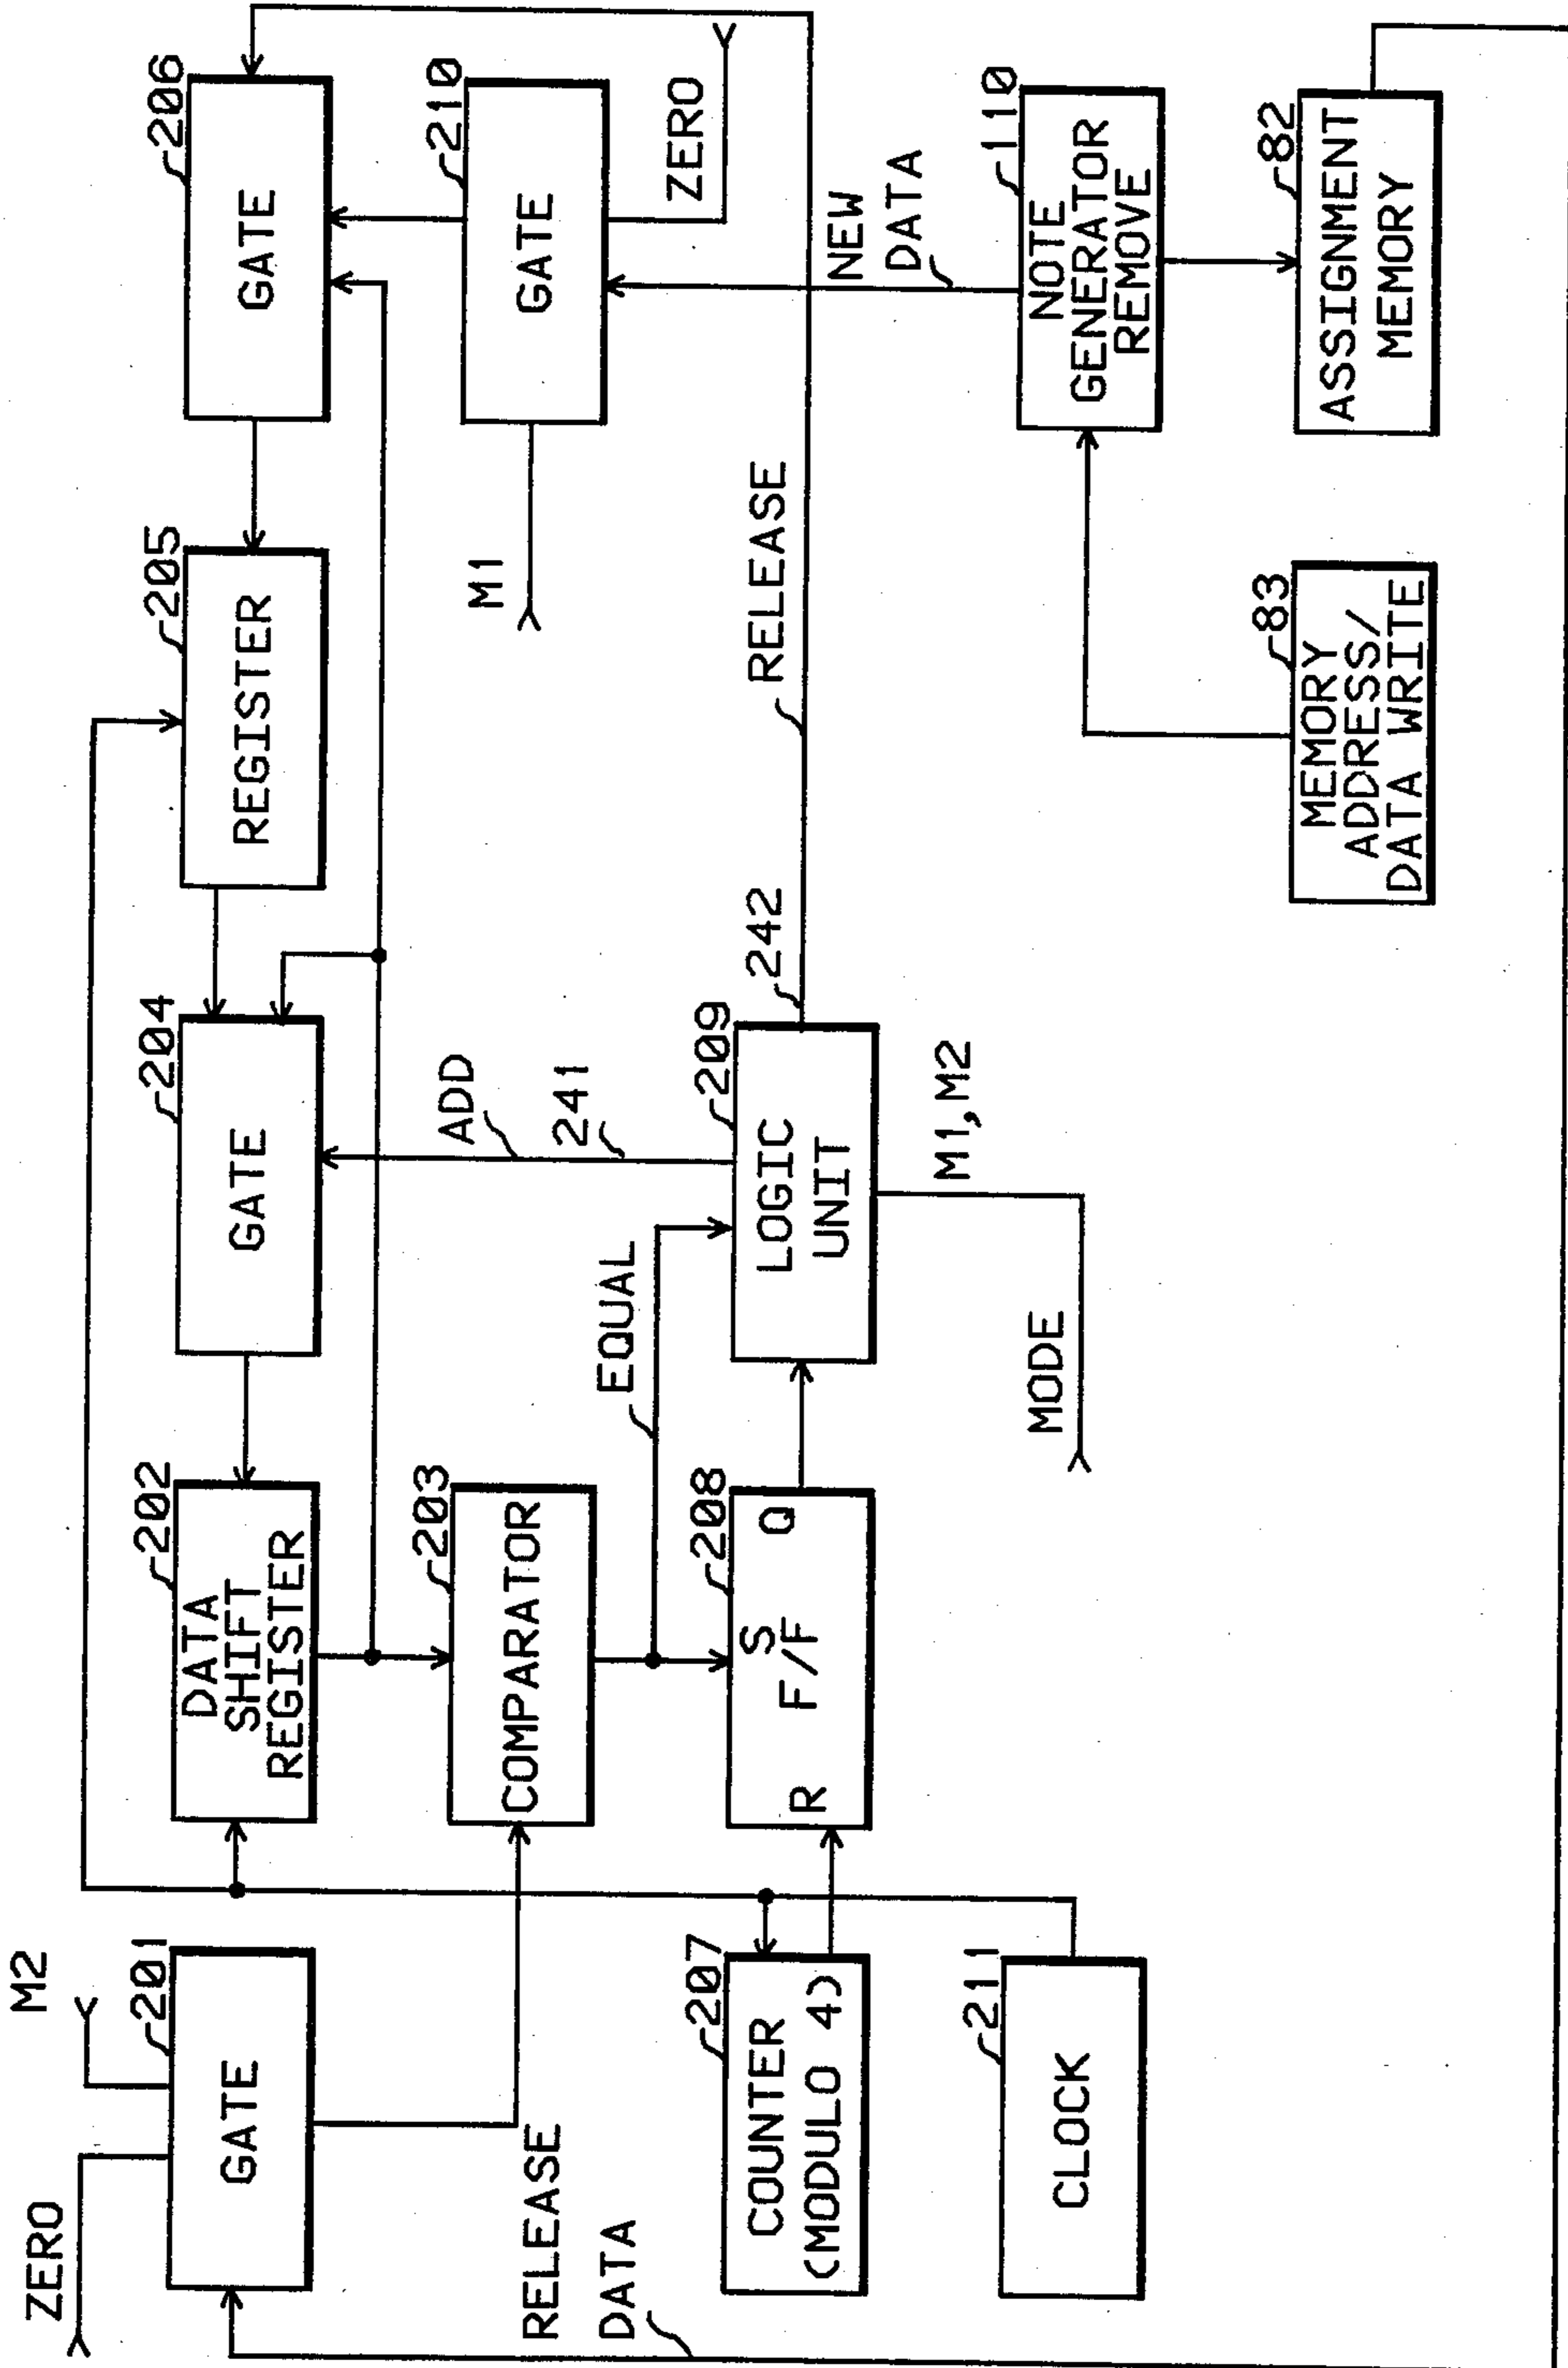 ZERO
M2
201
GATE
202
DATA
SHIFT
REGISTER
204
GATE
205
REGISTER
206
GATE
203
COMPARATOR
ADD
241
M1
210
GATE
RELEASE
DATA
EQUAL
ZERO
207
COUNTER
(MODULO 4)
208
S
F/F
R
Q
209
LOGIC
UNIT
242
RELEASE
NEW
DATA
M1,M2
MODE
211
CLOCK
110
NOTE
GENERATOR
REMOVE
83
MEMORY
ADDRESS/
DATA WRITE
82
ASSIGNMENT
MEMORY